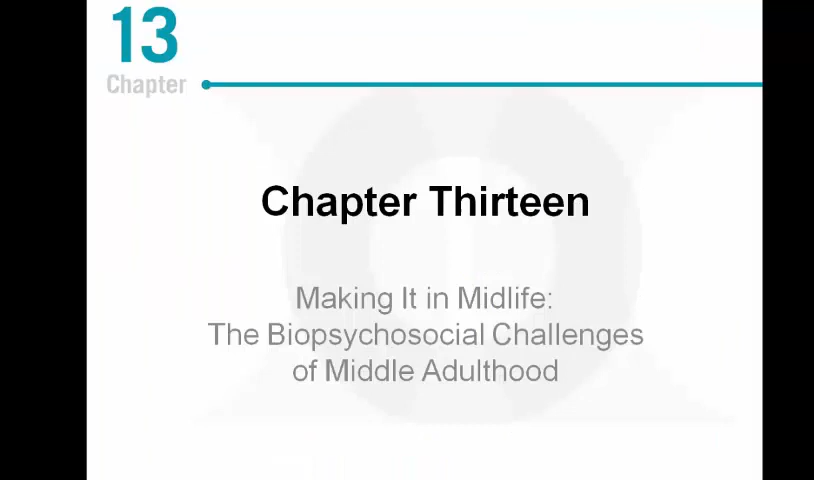 13
Chapter
Chapter Thirteen
Making It in Midlife:
The Biopsychosocial Challenges
of Middle Adulthood